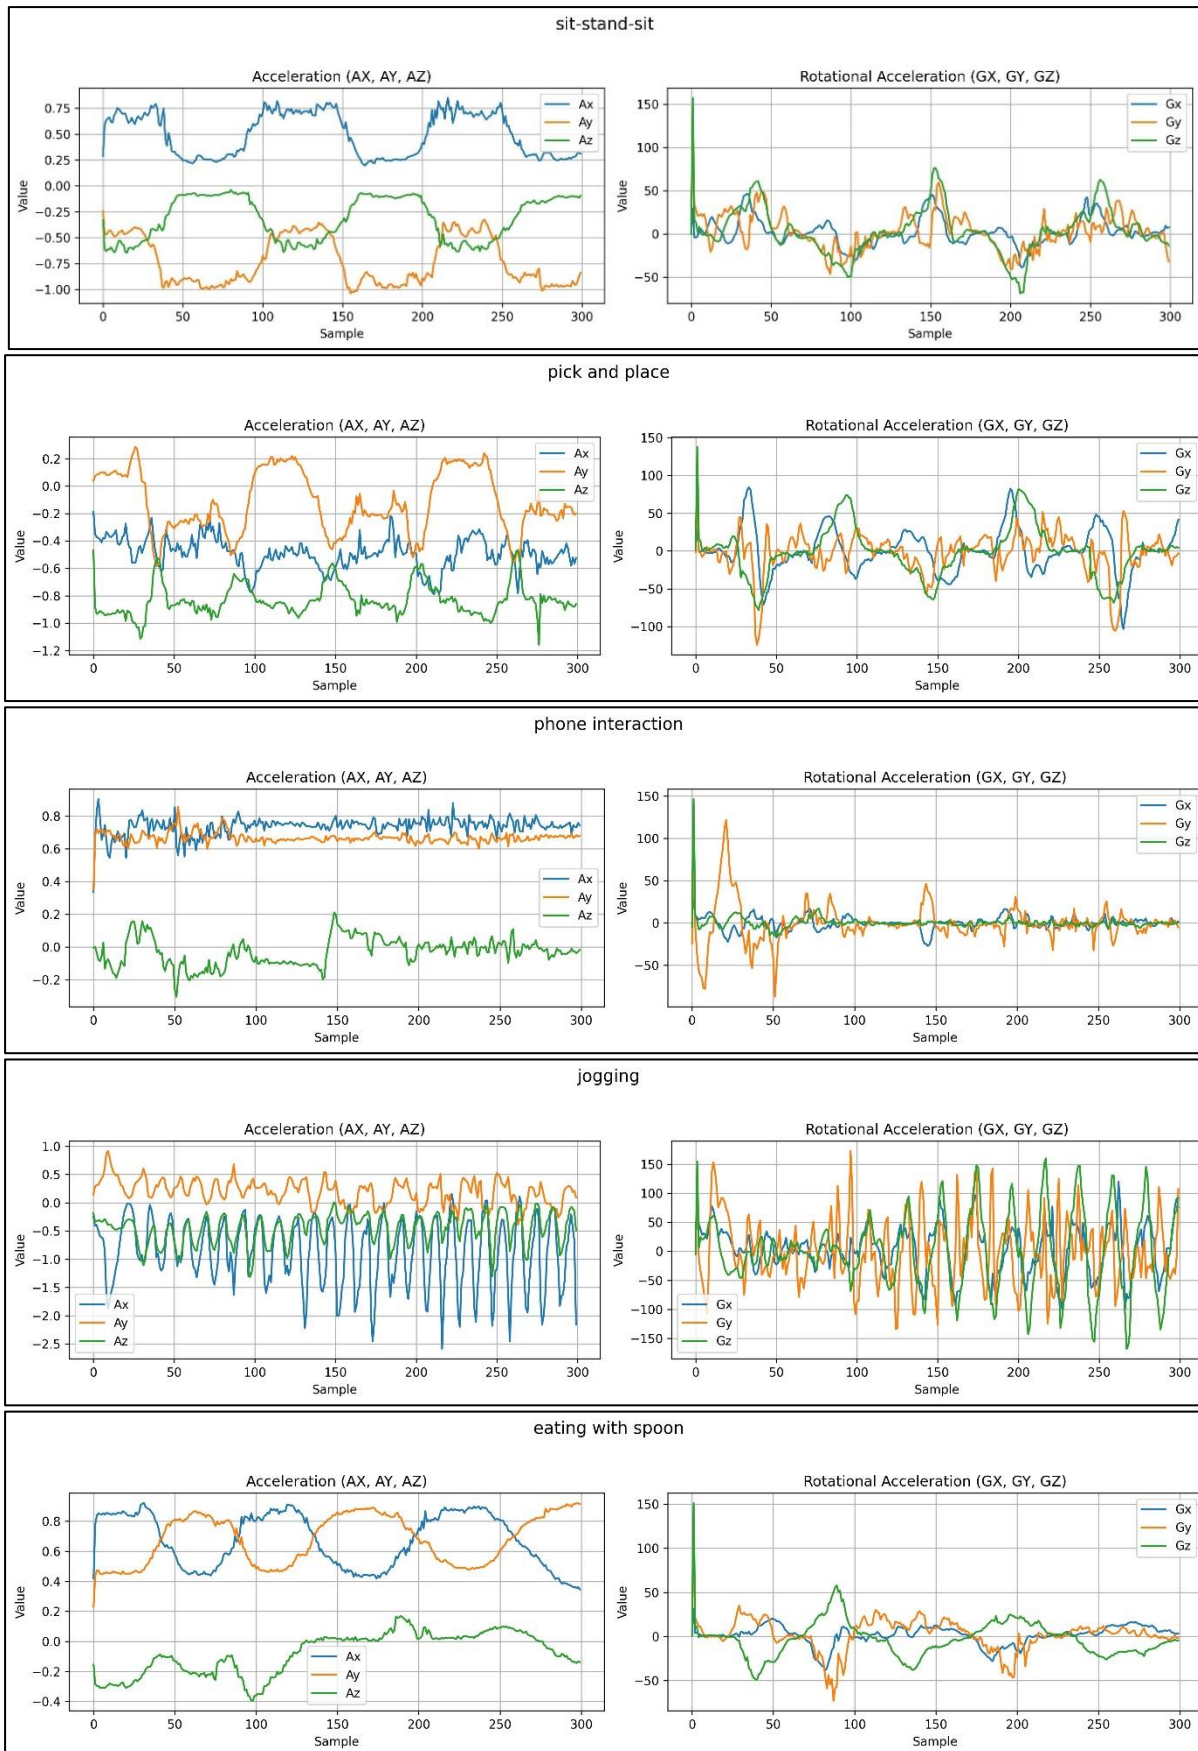 sit-stand-sit
Acceleration (AX, AY, AZ)
Value
0.75
0.50
0.25
0.00
−0.25
−0.50
−0.75
−1.00
0 50 100 150 200 250 300
Sample
Ax
Ay
Az
Rotational Acceleration (GX, GY, GZ)
Value
150
100
50
0
−50
0 50 100 150 200 250 300
Sample
Gx
Gy
Gz
pick and place
Acceleration (AX, AY, AZ)
Value
0.2
0.0
−0.2
−0.4
−0.6
−0.8
−1.0
−1.2
0 50 100 150 200 250 300
Sample
Ax
Ay
Az
Rotational Acceleration (GX, GY, GZ)
Value
150
100
50
0
−50
−100
0 50 100 150 200 250 300
Sample
Gx
Gy
Gz
phone interaction
Acceleration (AX, AY, AZ)
Value
0.8
0.6
0.4
0.2
0.0
−0.2
0 50 100 150 200 250 300
Sample
Ax
Ay
Az
Rotational Acceleration (GX, GY, GZ)
Value
150
100
50
0
−50
0 50 100 150 200 250 300
Sample
Gx
Gy
Gz
jogging
Acceleration (AX, AY, AZ)
Value
1.0
0.5
0.0
−0.5
−1.0
−1.5
−2.0
−2.5
0 50 100 150 200 250 300
Sample
Ax
Ay
Az
Rotational Acceleration (GX, GY, GZ)
Value
150
100
50
0
−50
−100
−150
0 50 100 150 200 250 300
Sample
Gx
Gy
Gz
eating with spoon
Acceleration (AX, AY, AZ)
Value
0.8
0.6
0.4
0.2
0.0
−0.2
−0.4
0 50 100 150 200 250 300
Sample
Ax
Ay
Az
Rotational Acceleration (GX, GY, GZ)
Value
150
100
50
0
−50
0 50 100 150 200 250 300
Sample
Gx
Gy
Gz